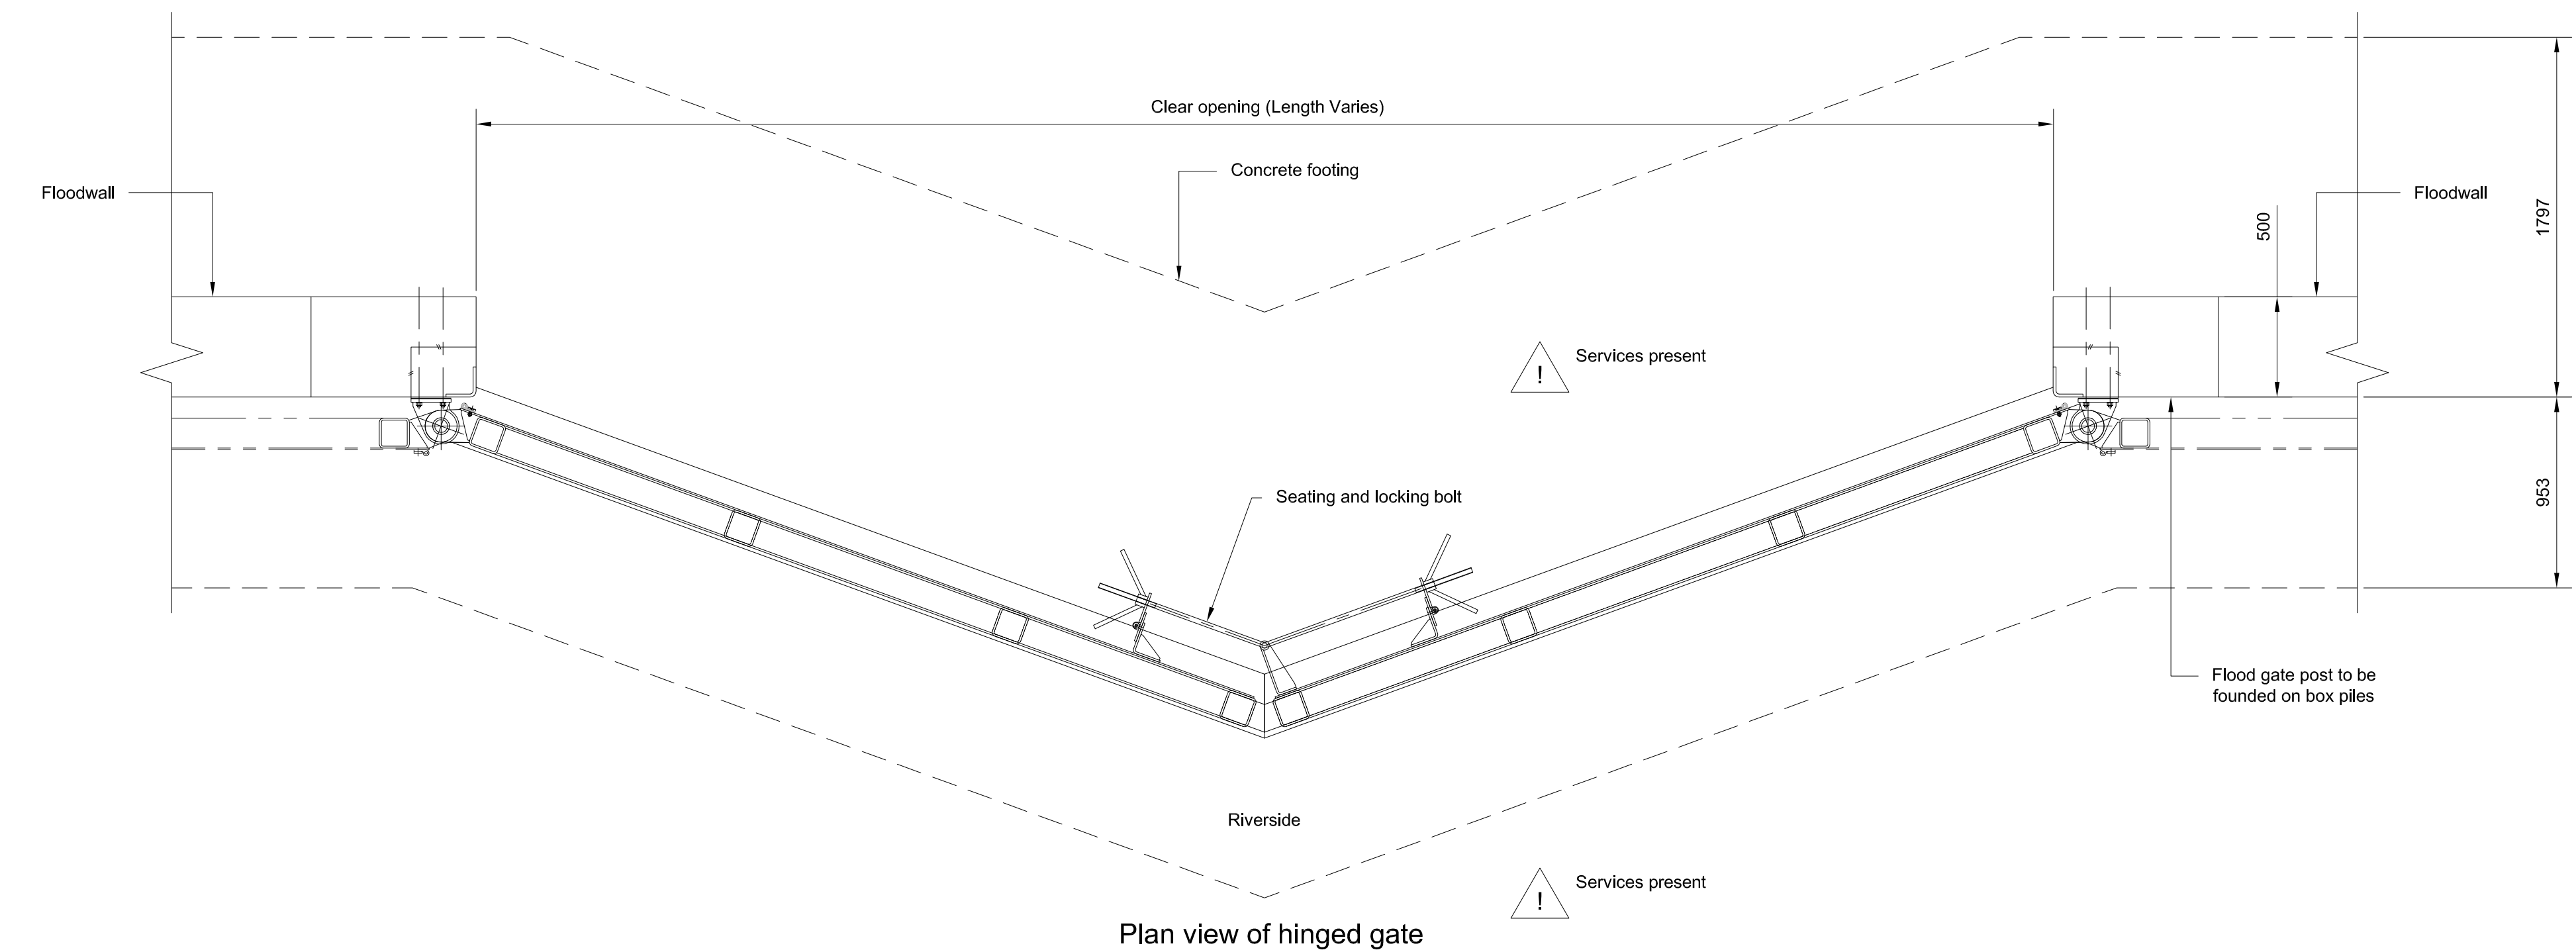 Clear opening (Length Varies)
Concrete footing
Floodwall
Floodwall
500
1797
Services present
!
Seating and locking bolt
953
Flood gate post to be
founded on box piles
Riverside
Services present
!
Plan view of hinged gate